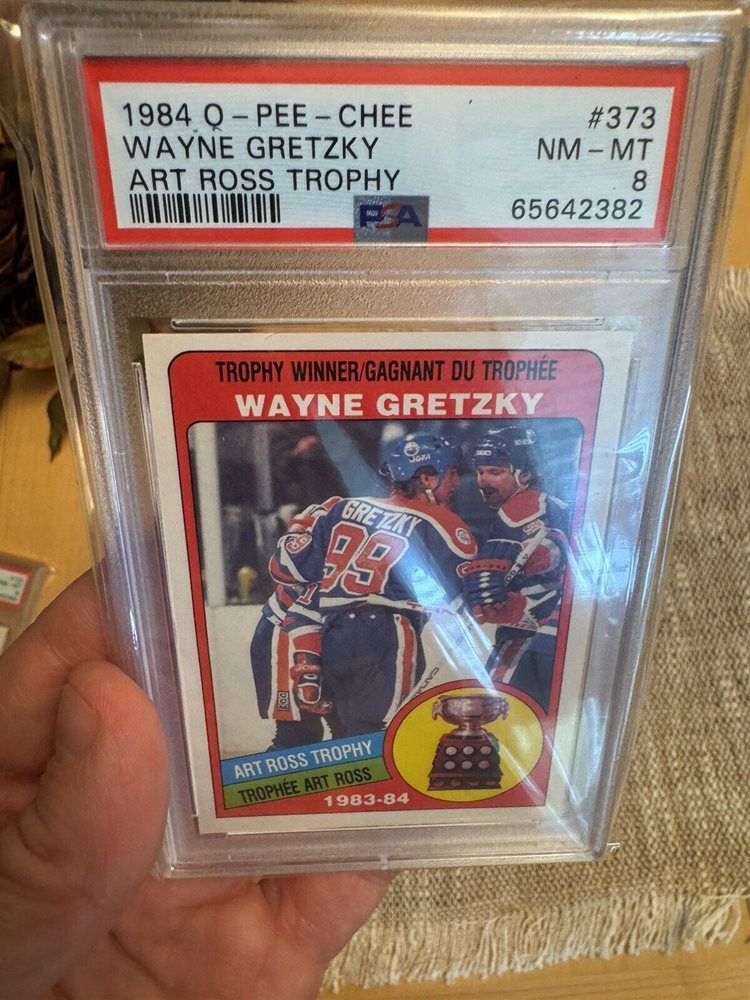 1984 O-PEE-CHEE #373
WAYNE GRETZKY NM-MT
ART ROSS TROPHY 8
PSA 65642382
TROPHY WINNER/GAGNANT DU TROPHÉE
WAYNE GRETZKY
JOFA
GRETZKY
99
ART ROSS TROPHY
TROPHÉE ART ROSS
1983-84